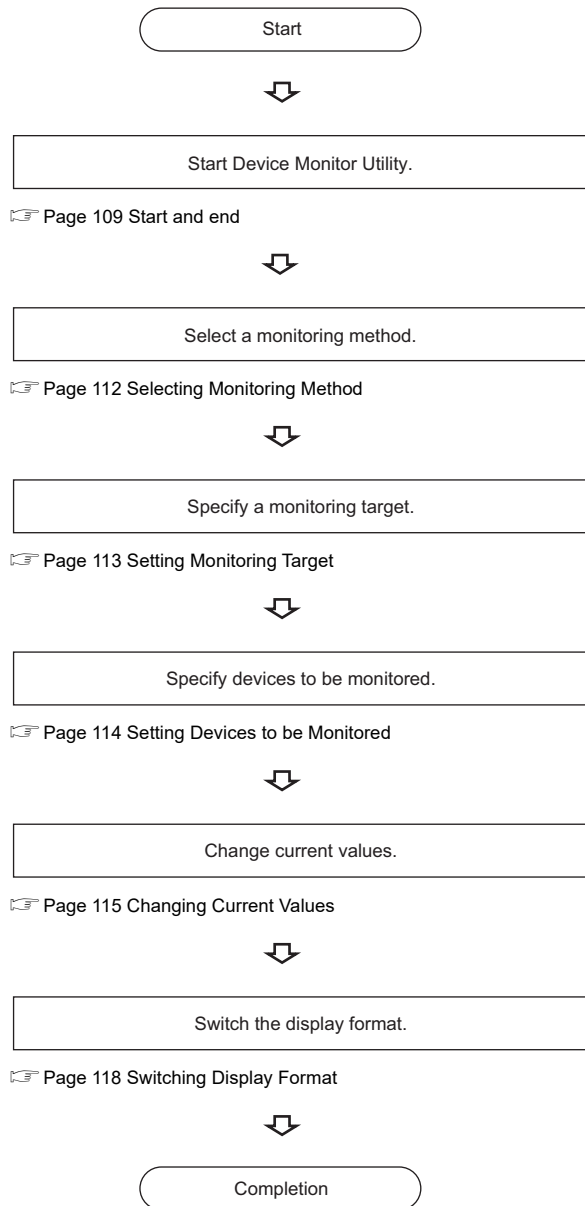 Start
Start Device Monitor Utility.
Page 109 Start and end
Select a monitoring method.
Page 112 Selecting Monitoring Method
Specify a monitoring target.
Page 113 Setting Monitoring Target
Specify devices to be monitored.
Page 114 Setting Devices to be Monitored
Change current values.
Page 115 Changing Current Values
Switch the display format.
Page 118 Switching Display Format
Completion